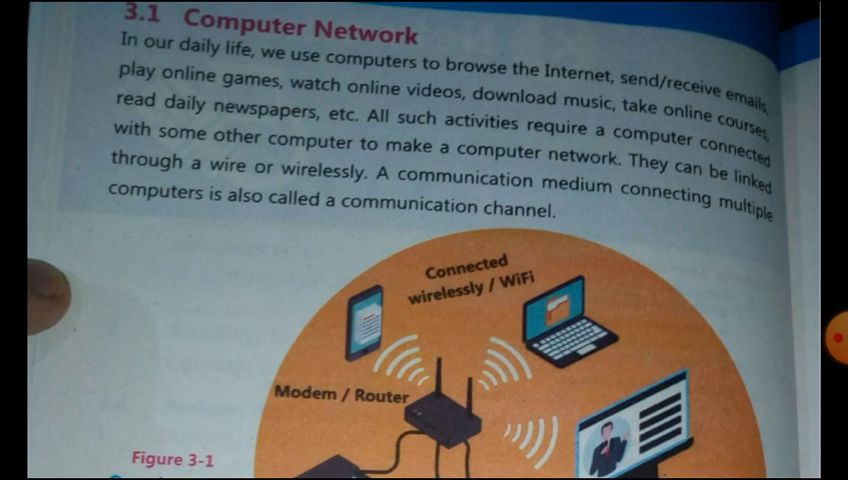 3.1 Computer Network
In our daily life, we use computers to browse the Internet, send/receive emails,
play online games, watch online videos, download music, take online courses,
read daily newspapers, etc. All such activities require a computer connected
with some other computer to make a computer network. They can be linked
through a wire or wirelessly. A communication medium connecting multiple
computers is also called a communication channel.
Connected
wirelessly / WiFi
Modem / Router
Figure 3-1